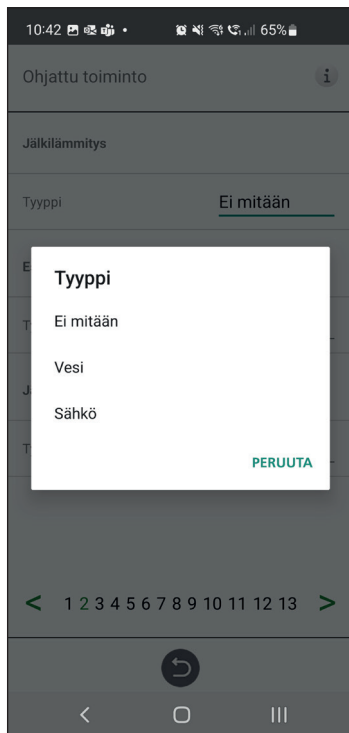 10:42 65%
Ohjattu toiminto i
Jälkilämmitys
Tyyppi Ei mitään
E
Tyyppi
Ei mitään
T
Vesi
J
Sähkö
T
PERUUTA
< 1 2 3 4 5 6 7 8 9 10 11 12 13 >